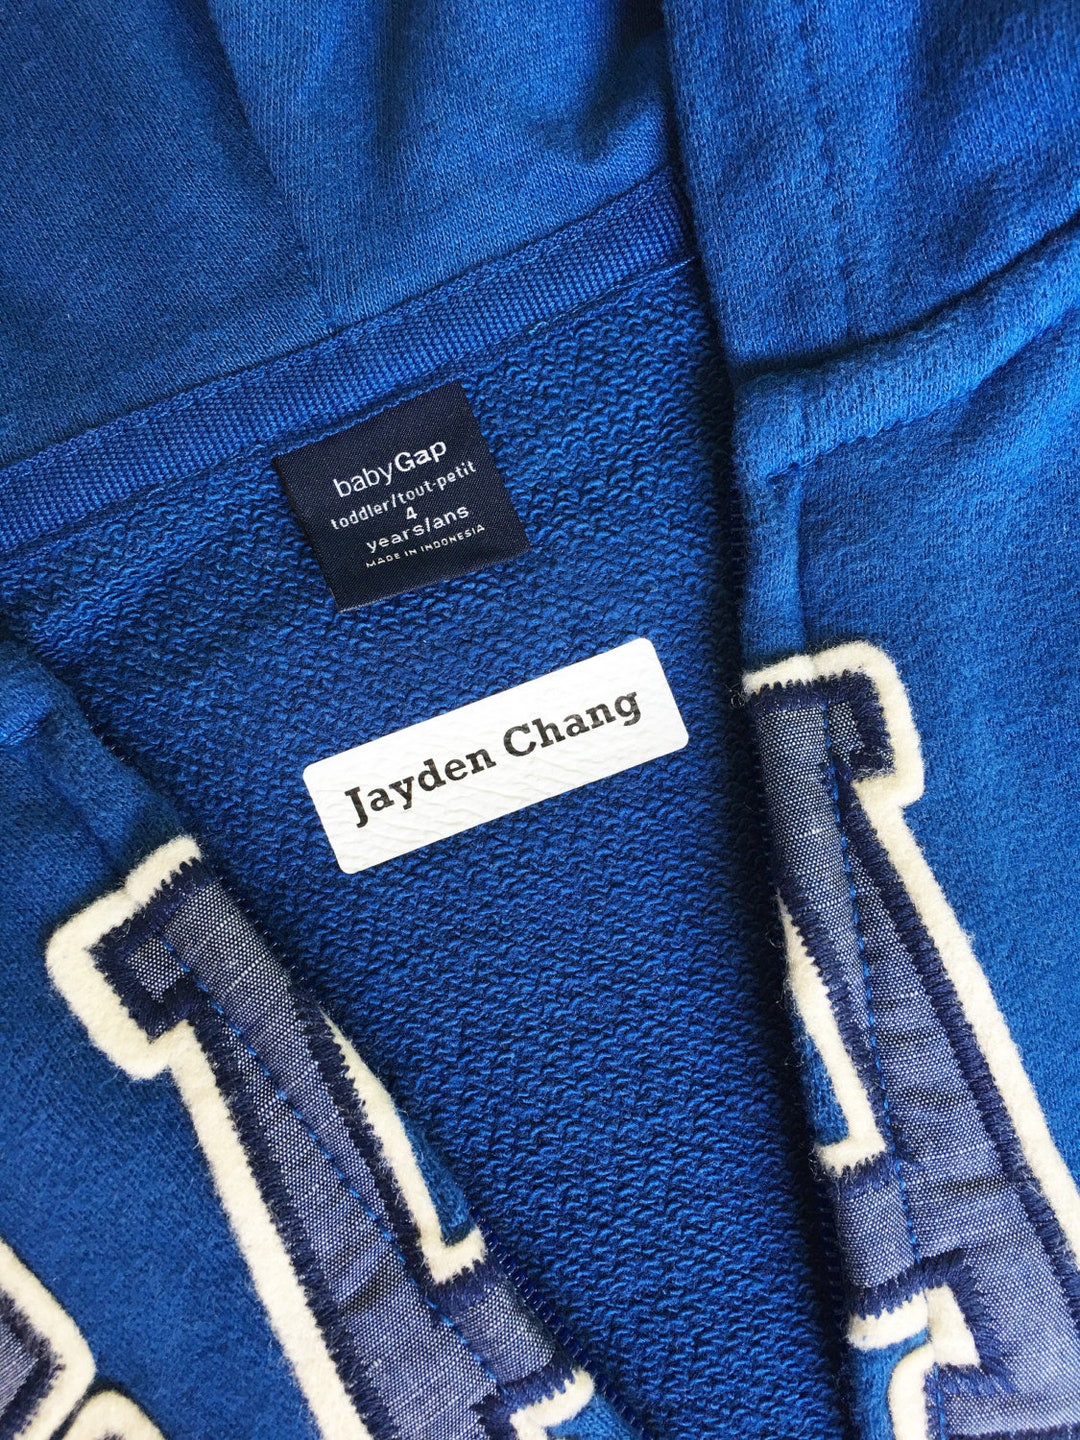 babyGap
toddler/tout-petit
4
years/ans
MADE IN INDONESIA
Jayden Chang